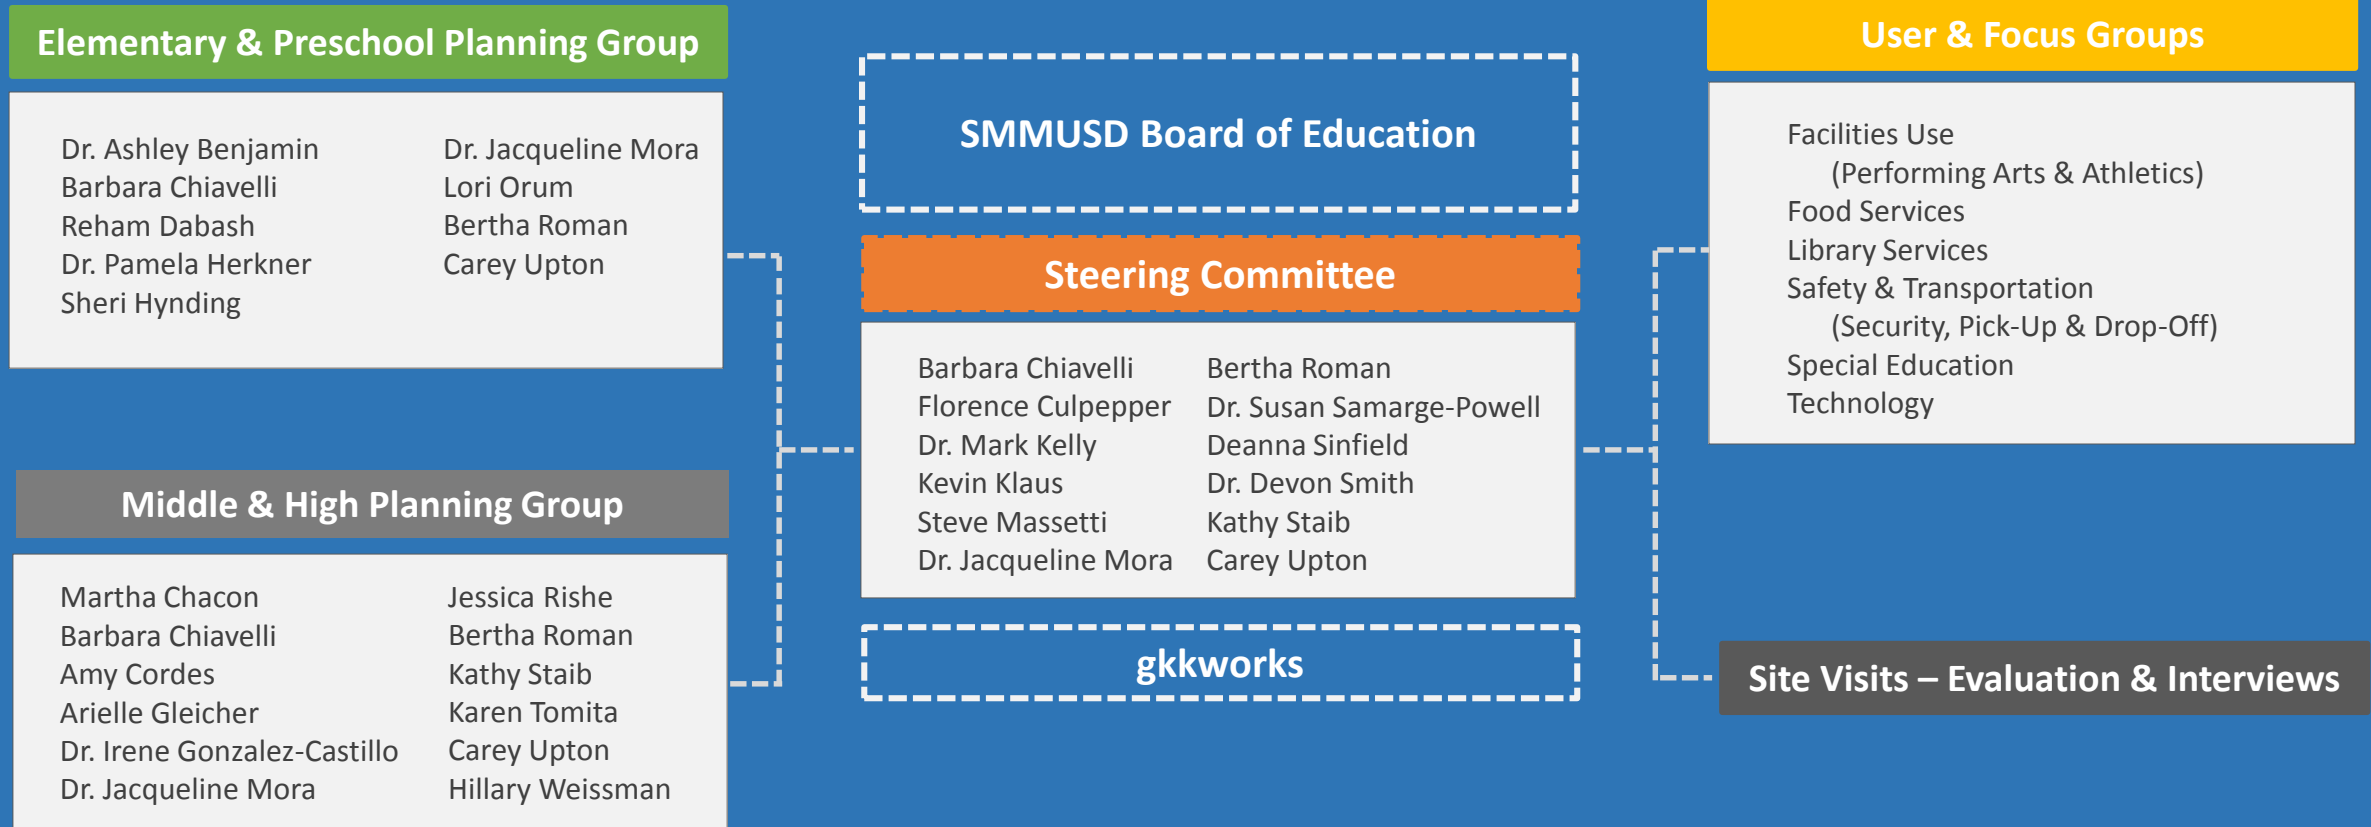 Elementary & Preschool Planning Group
Dr. Ashley Benjamin
Barbara Chiavelli
Reham Dabash
Dr. Pamela Herkner
Sheri Hynding
Dr. Jacqueline Mora
Lori Orum
Bertha Roman
Carey Upton
Middle & High Planning Group
Martha Chacon
Barbara Chiavelli
Amy Cordes
Arielle Gleicher
Dr. Irene Gonzalez-Castillo
Dr. Jacqueline Mora
Jessica Rishe
Bertha Roman
Kathy Staib
Karen Tomita
Carey Upton
Hillary Weissman
SMMUSD Board of Education
Steering Committee
Barbara Chiavelli
Florence Culpepper
Dr. Mark Kelly
Kevin Klaus
Steve Massetti
Dr. Jacqueline Mora
Bertha Roman
Dr. Susan Samarge-Powell
Deanna Sinfield
Dr. Devon Smith
Kathy Staib
Carey Upton
gkkworks
User & Focus Groups
Facilities Use
(Performing Arts & Athletics)
Food Services
Library Services
Safety & Transportation
(Security, Pick-Up & Drop-Off)
Special Education
Technology
Site Visits – Evaluation & Interviews